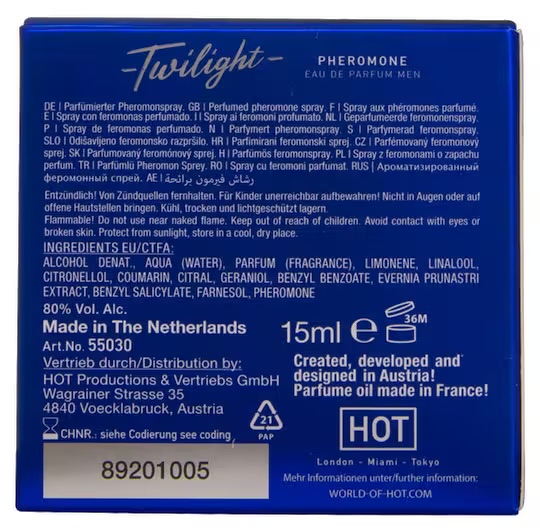 Twilight
PHEROMONE
EAU DE PARFUM MEN
DE | Parfümierter Pheromonspray. GB | Perfumed pheromone spray. F | Spray aux phéromones parfumé.
E | Spray con feromonas perfumado. I | Spray ai feromoni profumato. NL | Geparfumeerde feromonenspray.
P | Spray de feromonas perfumado. N | Parfymert pheromonspray. S | Parfymerad feromonspray.
SLO | Odišavljeno feromonsko razpršilo. HR | Parfimirani feromonski sprej. CZ | Parfémovaný feromonový
sprej. SK | Parfumovaný feromónový sprej. H | Parfümös feromonspray. PL | Spray z feromonami o zapachu
perfum. TR | Parfümlü Pheromon Sprey. RO | Spray cu feromoni parfumat. RUS | Ароматизированный
феромонный спрей. AE | رشاش فيرمون برائحة
Entzündlich! Von Zündquellen fernhalten. Für Kinder unerreichbar aufbewahren! Nicht in Augen oder auf
offene Hautstellen bringen. Kühl, trocken und lichtgeschützt lagern.
Flammable! Do not use near naked flame. Keep out of reach of children. Avoid contact with eyes or
broken skin. Protect from sunlight, store in a cool, dry place.
INGREDIENTS EU/CTFA:
ALCOHOL DENAT., AQUA (WATER), PARFUM (FRAGRANCE), LIMONENE, LINALOOL,
CITRONELLOL, COUMARIN, CITRAL, GERANIOL, BENZYL BENZOATE, EVERNIA PRUNASTRI
EXTRACT, BENZYL SALICYLATE, FARNESOL, PHEROMONE
80% Vol. Alc.
Made in The Netherlands
Art.No. 55030
15ml e
36M
Vertrieb durch/Distribution by:
HOT Productions & Vertriebs GmbH
Wagrainer Strasse 35
4840 Voecklabruck, Austria
CHNR.: siehe Codierung see coding
21
PAP
89201005
Created, developed and
designed in Austria!
Parfume oil made in France!
HOT
London - Miami - Tokyo
Mehr Informationen unter/further information:
WORLD-OF-HOT.COM